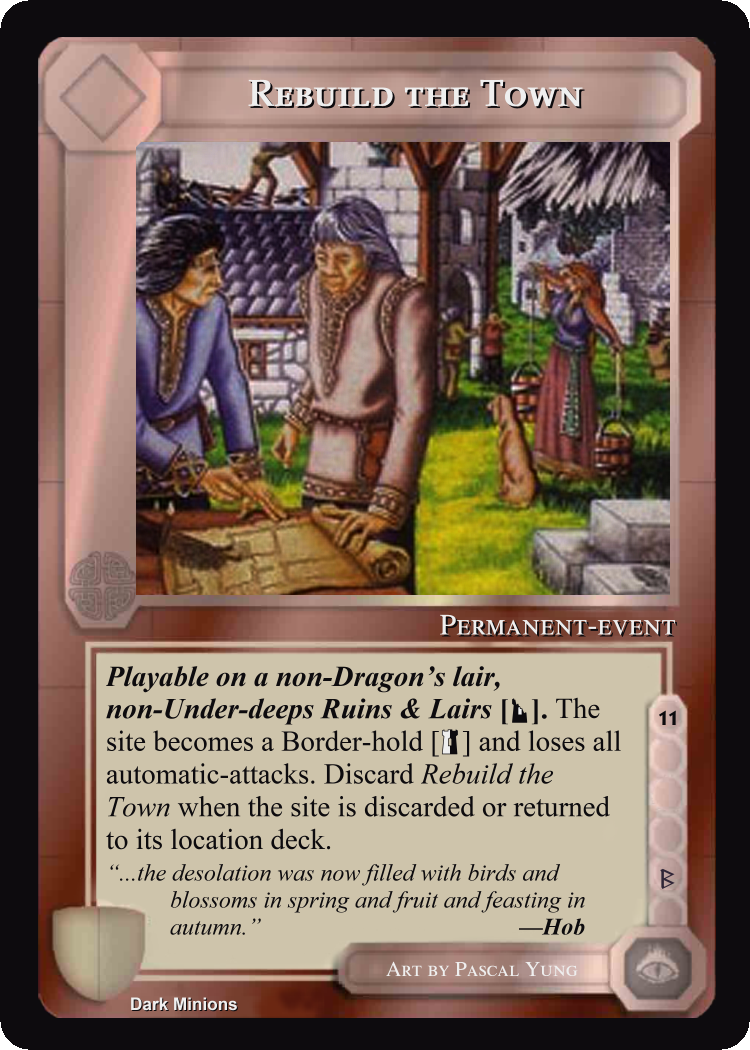 Rebuild the Town
Permanent-event
Playable on a non-Dragon’s lair,
non-Under-deeps Ruins & Lairs [ ]. The
site becomes a Border-hold [ ] and loses all
automatic-attacks. Discard Rebuild the
Town when the site is discarded or returned
to its location deck.
“...the desolation was now filled with birds and
blossoms in spring and fruit and feasting in
autumn.” —Hob
11
B
Art by Pascal Yung
Dark Minions